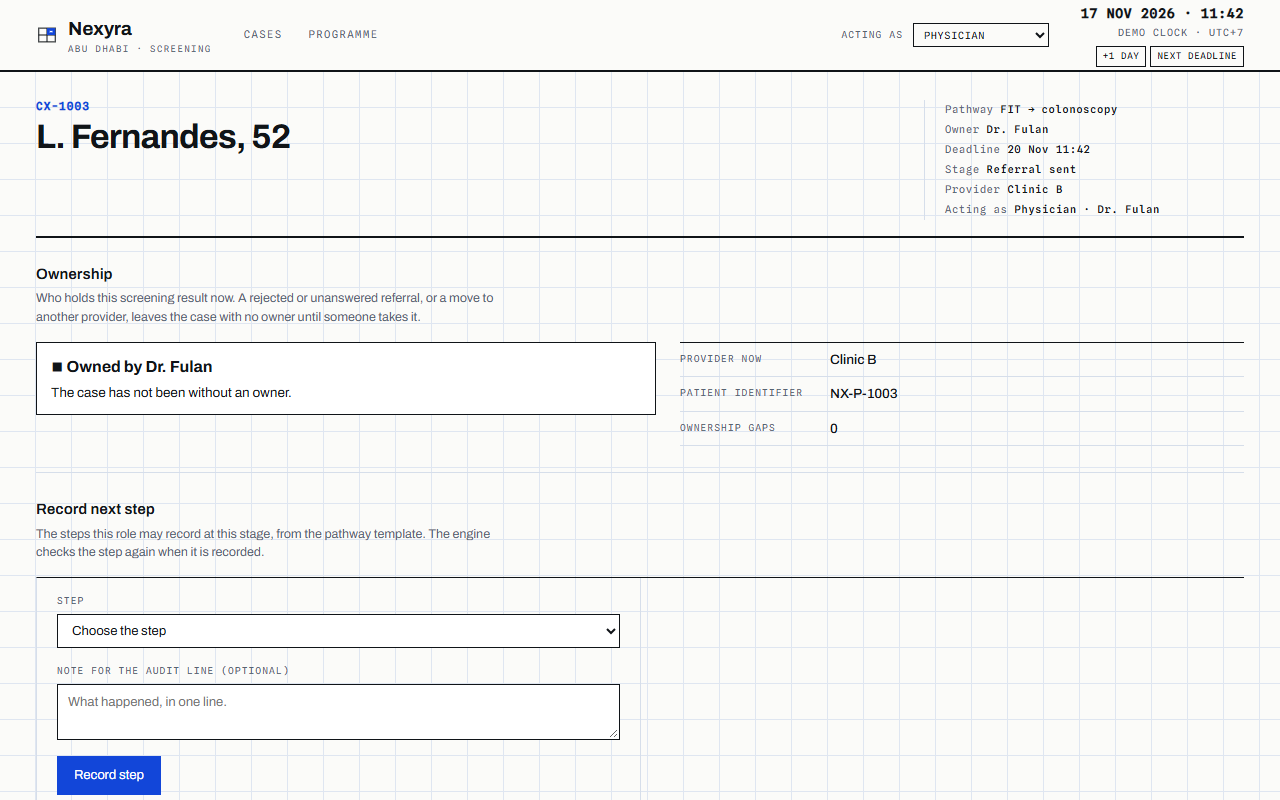 Nexyra
ABU DHABI · SCREENING
CASES
PROGRAMME
ACTING AS
PHYSICIAN
17 NOV 2026 · 11:42
DEMO CLOCK · UTC+7
+1 DAY
NEXT DEADLINE
CX-1003
L. Fernandes, 52
Pathway FIT → colonoscopy
Owner Dr. Fulan
Deadline 20 Nov 11:42
Stage Referral sent
Provider Clinic B
Acting as Physician · Dr. Fulan
Ownership
Who holds this screening result now. A rejected or unanswered referral, or a move to
another provider, leaves the case with no owner until someone takes it.
■ Owned by Dr. Fulan
The case has not been without an owner.
PROVIDER NOW
Clinic B
PATIENT IDENTIFIER
NX-P-1003
OWNERSHIP GAPS
0
Record next step
The steps this role may record at this stage, from the pathway template. The engine
checks the step again when it is recorded.
STEP
Choose the step
NOTE FOR THE AUDIT LINE (OPTIONAL)
What happened, in one line.
Record step